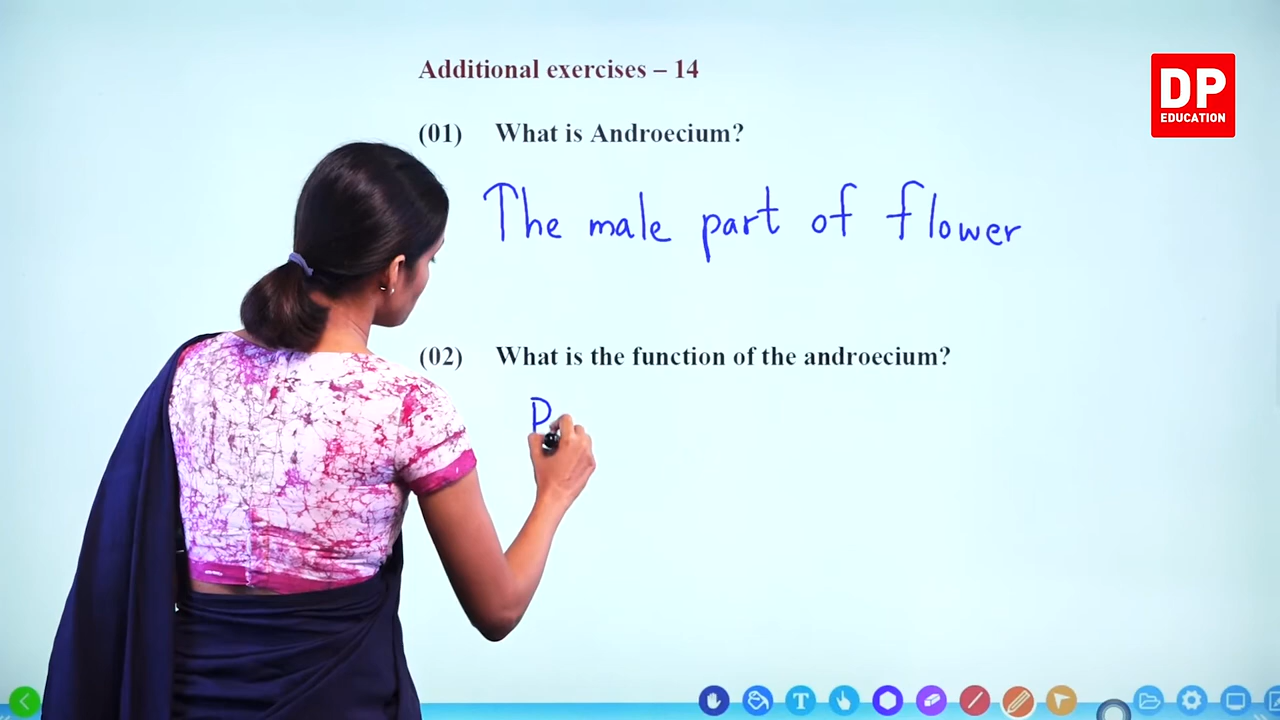 Additional exercises – 14
DP
EDUCATION
(01) What is Androecium?
The male part of flower
(02) What is the function of the androecium?
P